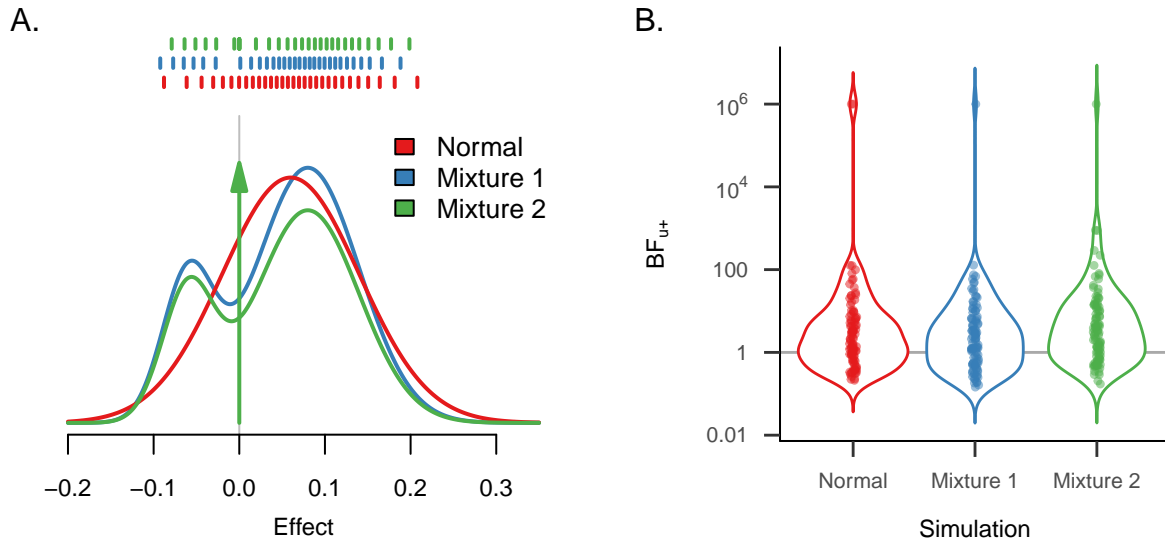 A.
Normal
Mixture 1
Mixture 2
−0.2 −0.1 0.0 0.1 0.2 0.3
Effect
B.
BF_{u+}
10^6
10^4
100
1
0.01
Normal Mixture 1 Mixture 2
Simulation